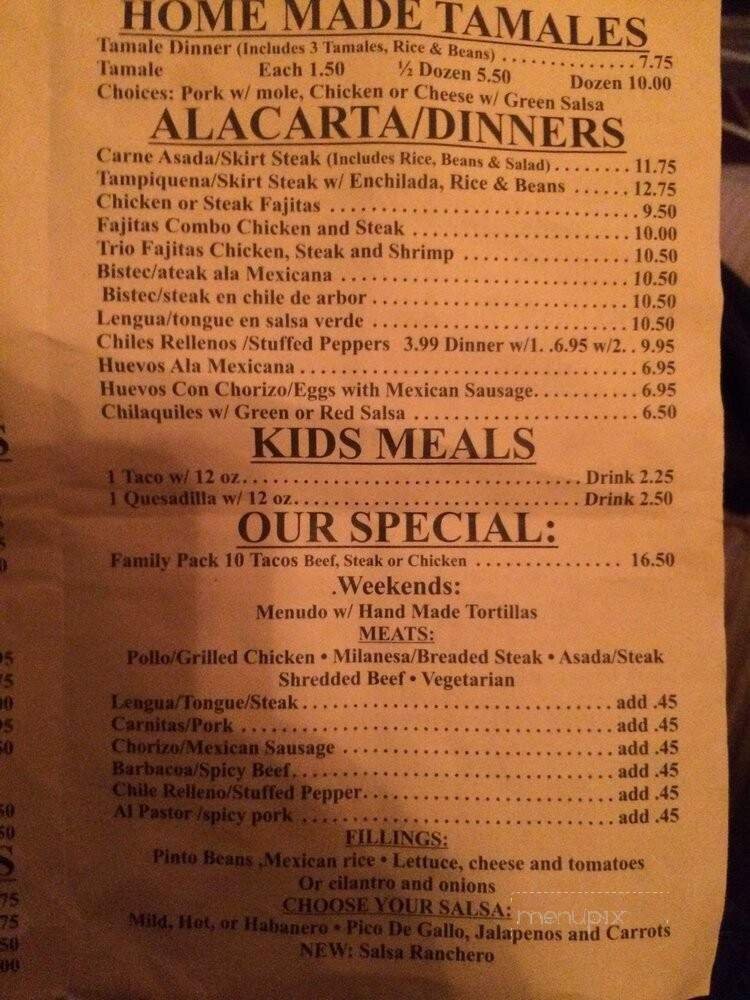 HOME MADE TAMALES
Tamale Dinner (Includes 3 Tamales, Rice & Beans) . . . . . . . . . . . . 7.75
Tamale Each 1.50 ½ Dozen 5.50 Dozen 10.00
Choices: Pork w/ mole, Chicken or Cheese w/ Green Salsa
ALACARTA/DINNERS
Carne Asada/Skirt Steak (Includes Rice, Beans & Salad) . . . . . . . . 11.75
Tampiquena/Skirt Steak w/ Enchilada, Rice & Beans . . . . . . 12.75
Chicken or Steak Fajitas . . . . . . . . . . . . . . . . . . . . . . . . . . . . . . 9.50
Fajitas Combo Chicken and Steak . . . . . . . . . . . . . . . . . . . . . 10.00
Trio Fajitas Chicken, Steak and Shrimp . . . . . . . . . . . . . . . . 10.50
Bistec/ateak ala Mexicana . . . . . . . . . . . . . . . . . . . . . . . . . . . . 10.50
Bistec/steak en chile de arbor . . . . . . . . . . . . . . . . . . . . . . . . . 10.50
Lengua/tongue en salsa verde . . . . . . . . . . . . . . . . . . . . . . . . . 10.50
Chiles Rellenos /Stuffed Peppers 3.99 Dinner w/1. .6.95 w/2. . 9.95
Huevos Ala Mexicana . . . . . . . . . . . . . . . . . . . . . . . . . . . . . . . . . 6.95
Huevos Con Chorizo/Eggs with Mexican Sausage. . . . . . . . . . . 6.95
Chilaquiles w/ Green or Red Salsa . . . . . . . . . . . . . . . . . . . . . . 6.50
KIDS MEALS
1 Taco w/ 12 oz. . . . . . . . . . . . . . . . . . . . . . . . . . . . . . . . . . Drink 2.25
1 Quesadilla w/ 12 oz. . . . . . . . . . . . . . . . . . . . . . . . . . . . . Drink 2.50
OUR SPECIAL:
Family Pack 10 Tacos Beef, Steak or Chicken . . . . . . . . . . . . . . . 16.50
.Weekends:
Menudo w/ Hand Made Tortillas
MEATS:
Pollo/Grilled Chicken • Milanesa/Breaded Steak • Asada/Steak
Shredded Beef • Vegetarian
Lengua/Tongue/Steak . . . . . . . . . . . . . . . . . . . . . . . . . . . . . . . add .45
Carnitas/Pork . . . . . . . . . . . . . . . . . . . . . . . . . . . . . . . . . . . . . add .45
Chorizo/Mexican Sausage . . . . . . . . . . . . . . . . . . . . . . . . . . . add .45
Barbacoa/Spicy Beef. . . . . . . . . . . . . . . . . . . . . . . . . . . . . . . . add .45
Chile Relleno/Stuffed Pepper. . . . . . . . . . . . . . . . . . . . . . . . . add .45
Al Pastor /spicy pork . . . . . . . . . . . . . . . . . . . . . . . . . . . . . . . add .45
FILLINGS:
Pinto Beans ,Mexican rice • Lettuce, cheese and tomatoes
Or cilantro and onions
CHOOSE YOUR SALSA:
menupix
Mild, Hot, or Habanero • Pico De Gallo, Jalapenos and Carrots
NEW: Salsa Ranchero